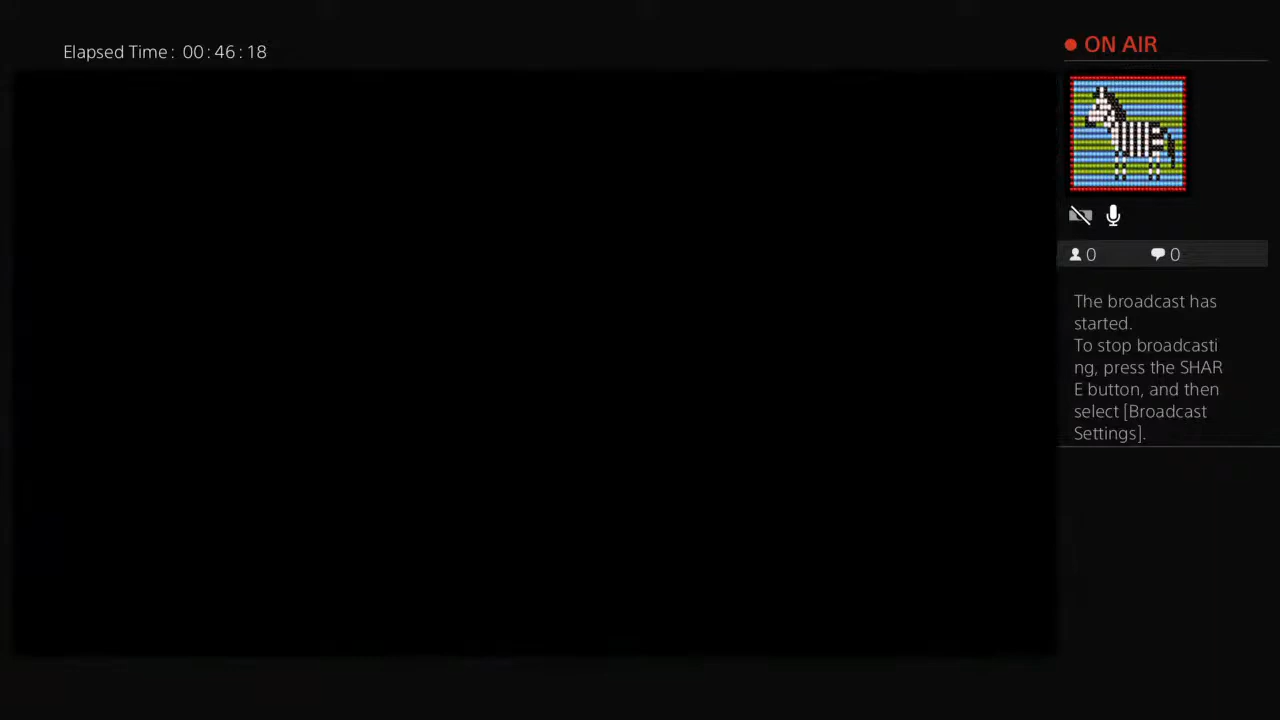 Elapsed Time: 00:46:18
ON AIR
0 0
The broadcast has
started.
To stop broadcasti
ng, press the SHAR
E button, and then
select [Broadcast
Settings].